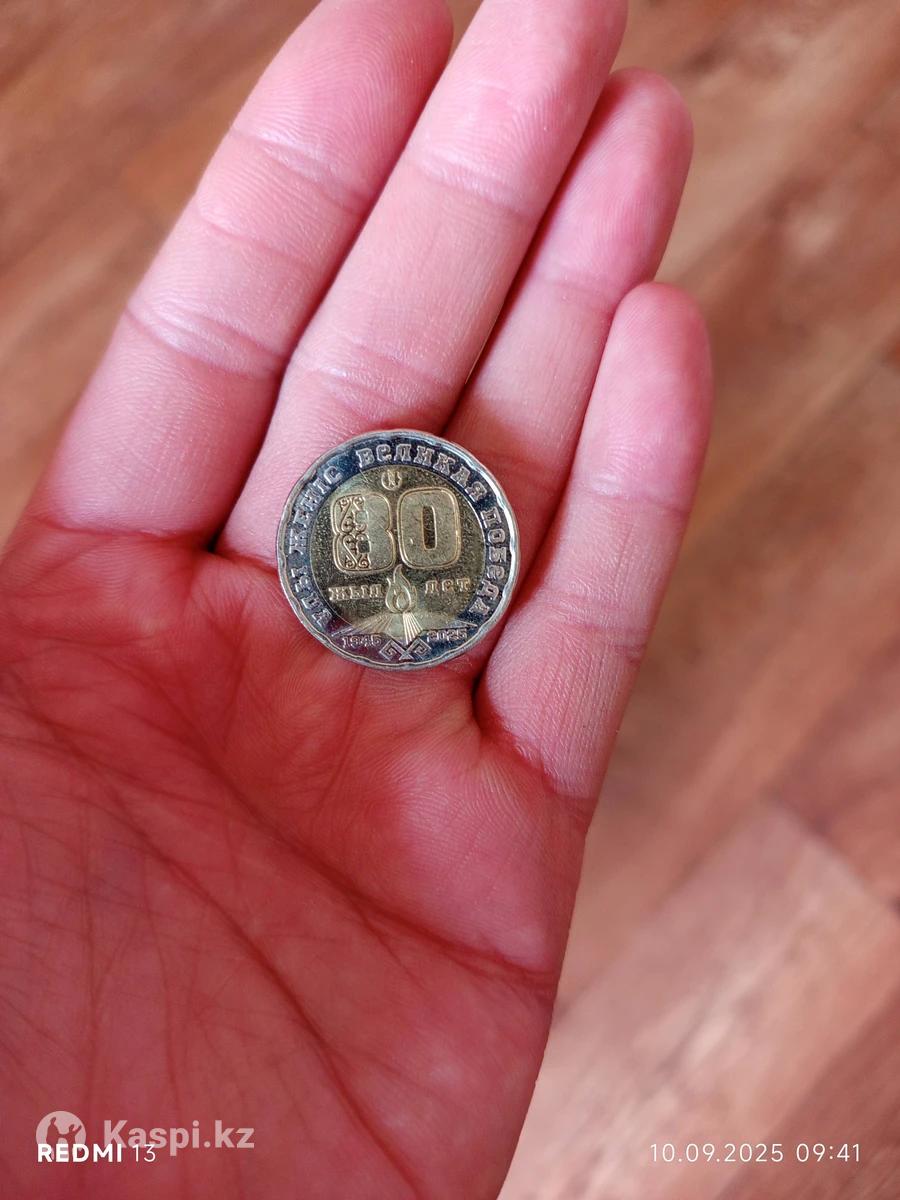 ҰЛЫ ЖЕҢІС ВЕЛИКАЯ ПОБЕДА
80
ЖЫЛ ЛЕТ
1945 2025
Kaspi.kz
REDMI 13
10.09.2025 09:41